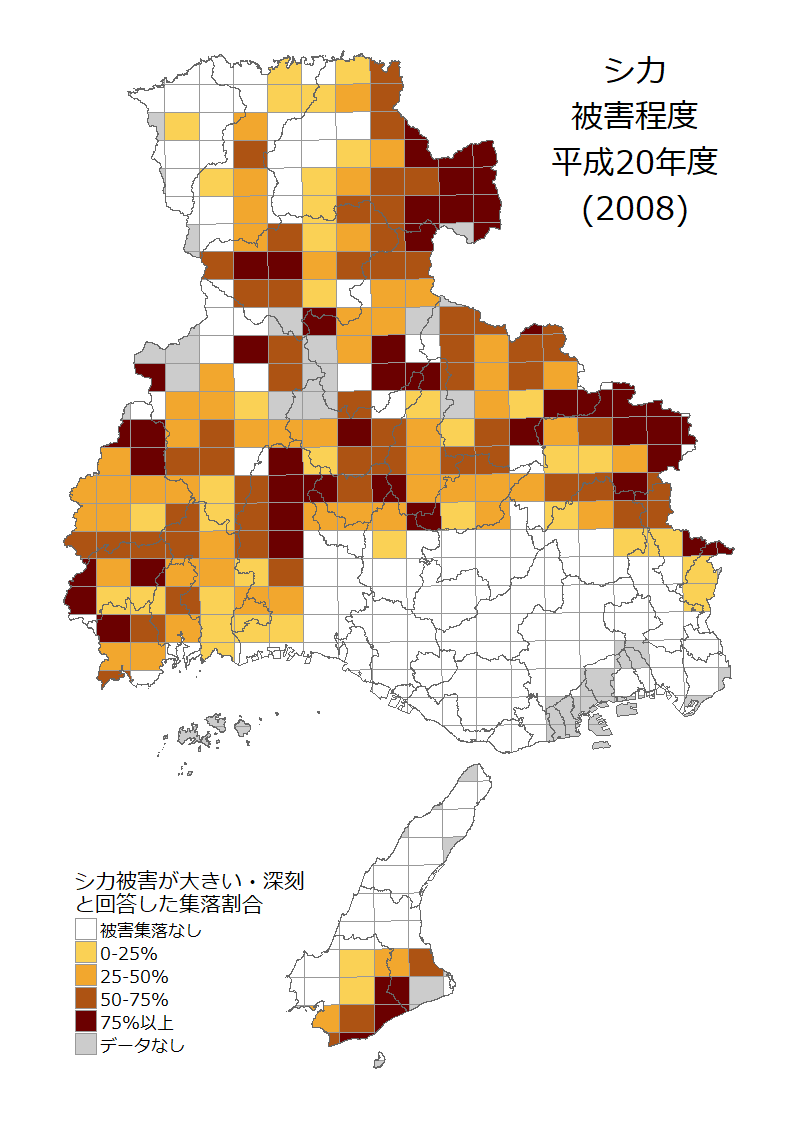 シカ
被害程度
平成20年度
(2008)
シカ被害が大きい・深刻
と回答した集落割合
被害集落なし
0-25%
25-50%
50-75%
75%以上
データなし